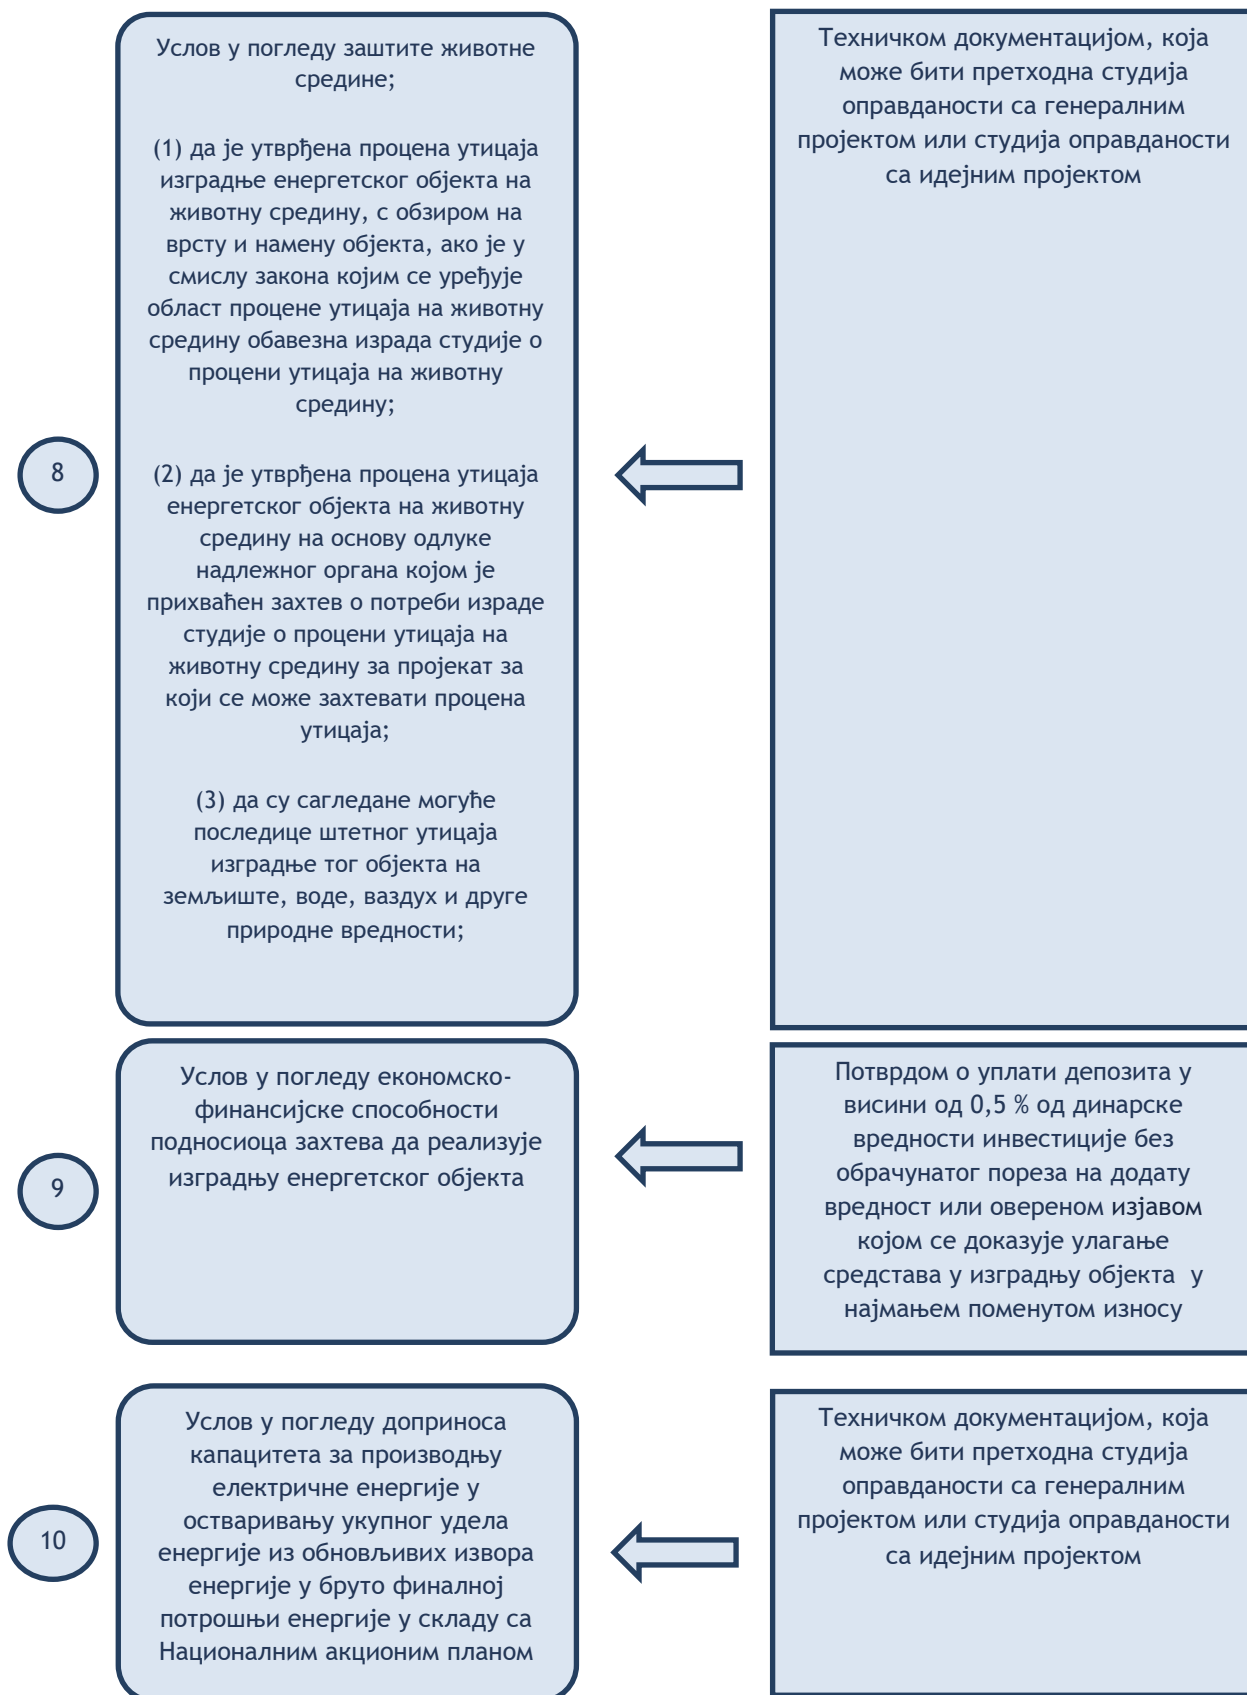 8
Услов у погледу заштите животне
средине;
(1) да је утврђена процена утицаја
изградње енергетског објекта на
животну средину, с обзиром на
врсту и намену објекта, ако је у
смислу закона којим се уређује
област процене утицаја на животну
средину обавезна израда студије о
процени утицаја на животну
средину;
(2) да је утврђена процена утицаја
енергетског објекта на животну
средину на основу одлуке
надлежног органа којом је
прихваћен захтев о потреби израде
студије о процени утицаја на
животну средину за пројекат за
који се може захтевати процена
утицаја;
(3) да су сагледане могуће
последице штетног утицаја
изградње тог објекта на
земљиште, воде, ваздух и друге
природне вредности;
Техничком документацијом, која
може бити претходна студија
оправданости са генералним
пројектом или студија оправданости
са идејним пројектом
9
Услов у погледу економско-
финансијске способности
подносиоца захтева да реализује
изградњу енергетског објекта
Потврдом о уплати депозита у
висини од 0,5 % од динарске
вредности инвестиције без
обрачунатог пореза на додату
вредност или овереном изјавом
којом се доказује улагање
средстава у изградњу објекта у
најмањем поменутом износу
10
Услов у погледу доприноса
капацитета за производњу
електричне енергије у
остваривању укупног удела
енергије из обновљивих извора
енергије у бруто финалној
потрошњи енергије у складу са
Националним акционим планом
Техничком документацијом, која
може бити претходна студија
оправданости са генералним
пројектом или студија оправданости
са идејним пројектом